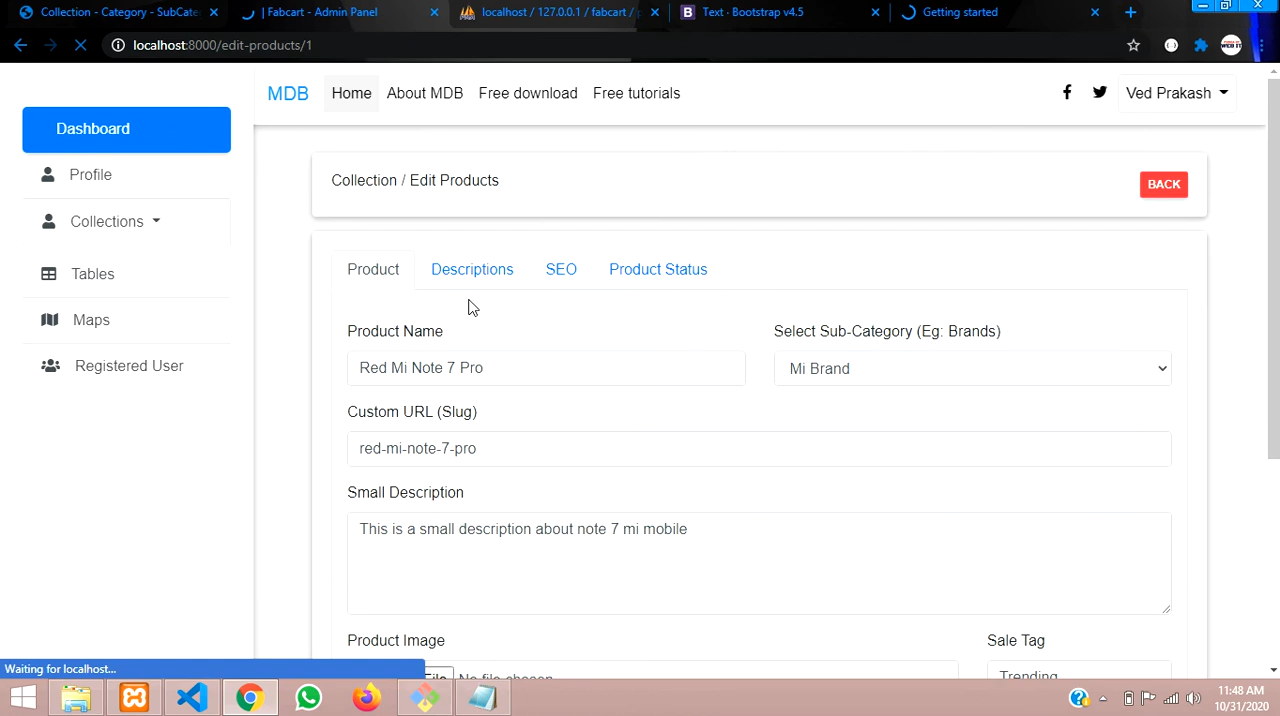 Collection - Category - SubCate
| Fabcart - Admin Panel
localhost / 127.0.0.1 / fabcart /
B Text · Bootstrap v4.5
Getting started
localhost:8000/edit-products/1
MDB Home About MDB Free download Free tutorials Ved Prakash
Dashboard
Profile
Collections
Tables
Maps
Registered User
Collection / Edit Products
BACK
Product Descriptions SEO Product Status
Product Name Select Sub-Category (Eg: Brands)
Red Mi Note 7 Pro Mi Brand
Custom URL (Slug)
red-mi-note-7-pro
Small Description
This is a small description about note 7 mi mobile
Product Image Sale Tag
File No file chosen Trending
Waiting for localhost...
11:48 AM
10/31/2020